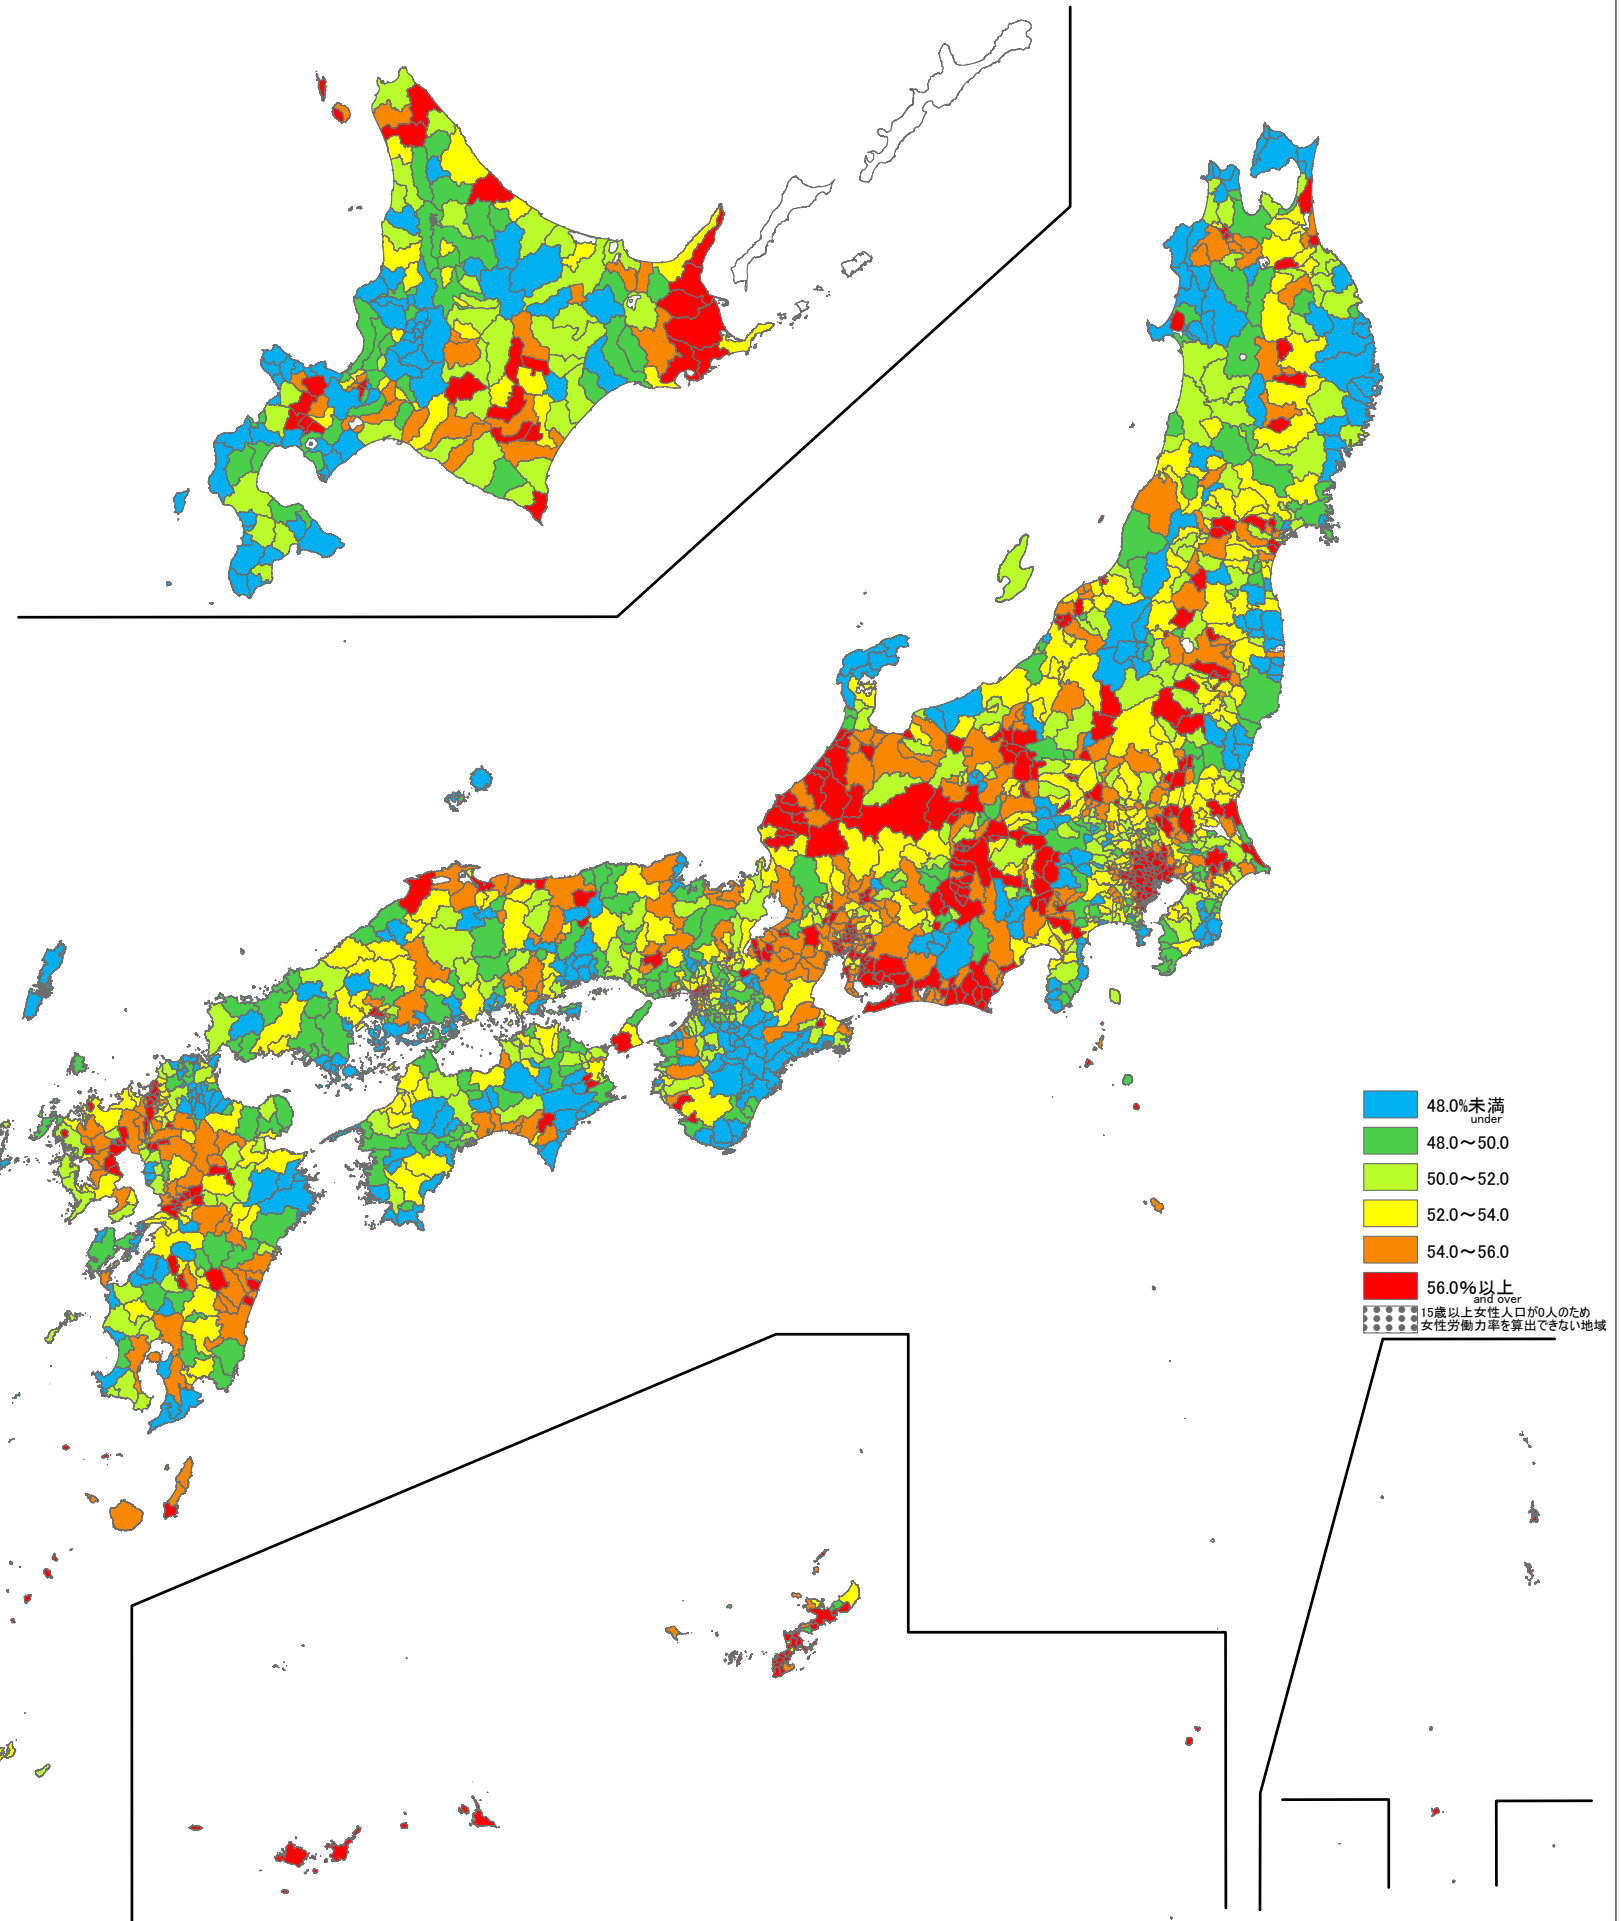 48.0%未満
under
48.0～50.0
50.0～52.0
52.0～54.0
54.0～56.0
56.0%以上
and over
15歳以上女性人口が0人のため
女性労働力率を算出できない地域